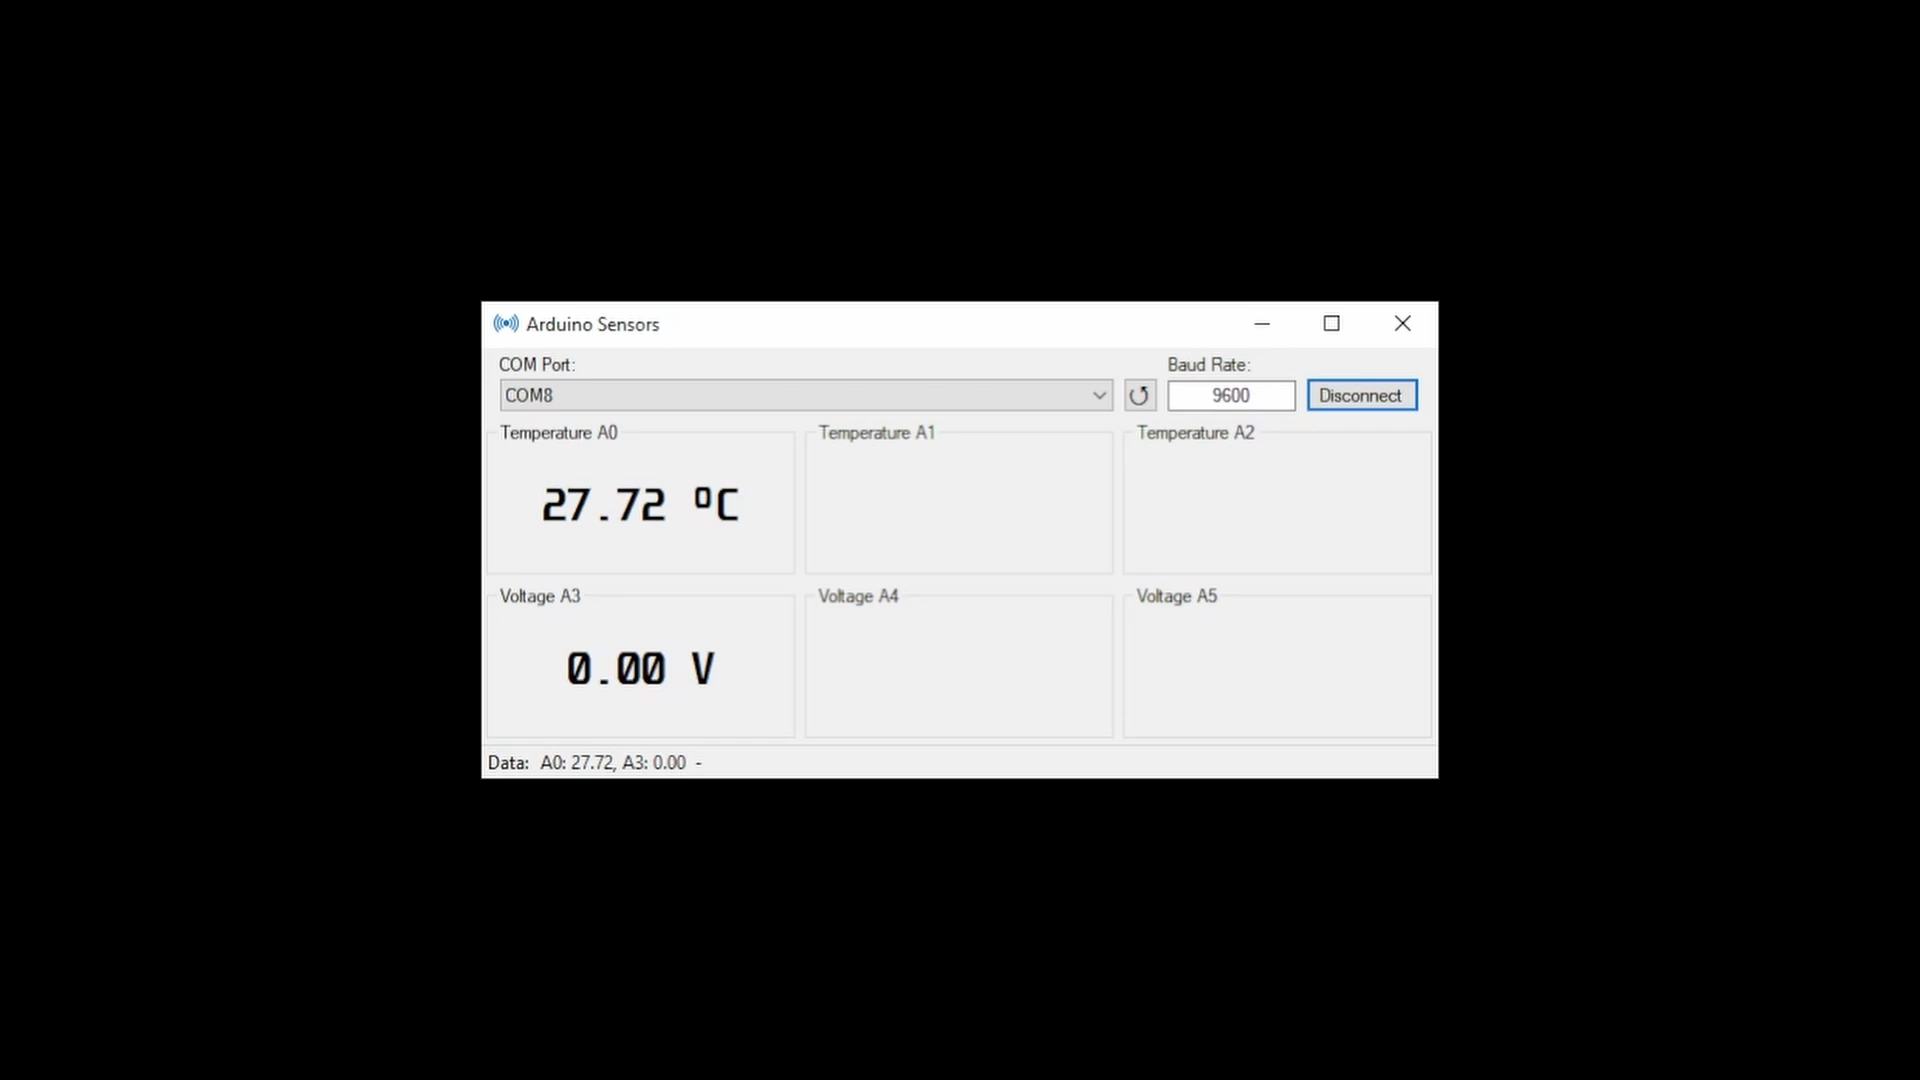 Arduino Sensors
COM Port:
Baud Rate:
COM8
9600
Disconnect
Temperature A0
Temperature A1
Temperature A2
27.72 ºC
Voltage A3
Voltage A4
Voltage A5
0.00 V
Data: A0: 27.72, A3: 0.00 -